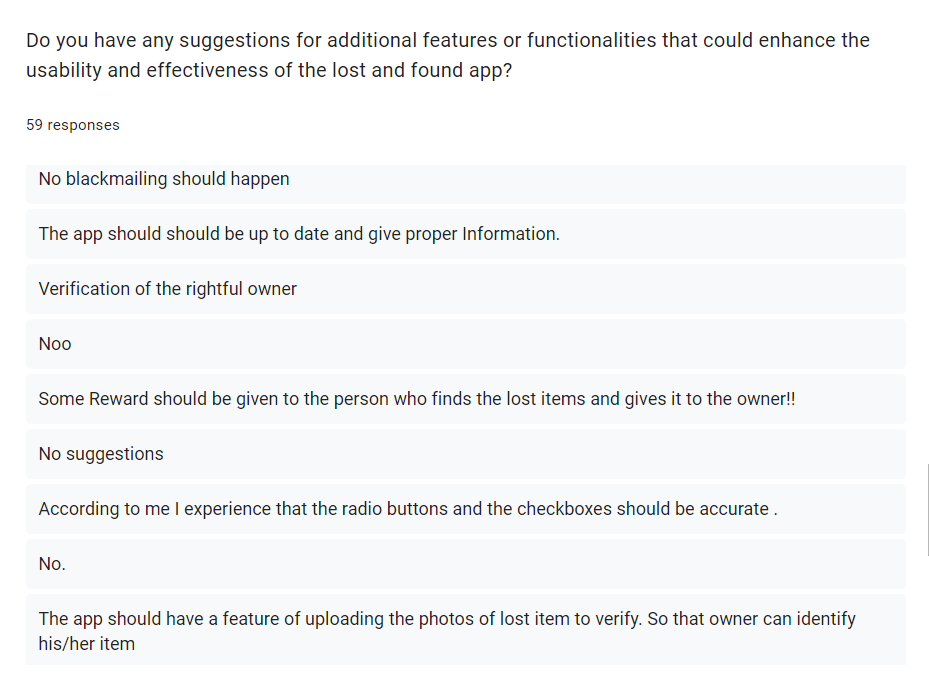 Do you have any suggestions for additional features or functionalities that could enhance the
usability and effectiveness of the lost and found app?
59 responses
No blackmailing should happen
The app should should be up to date and give proper Information.
Verification of the rightful owner
Noo
Some Reward should be given to the person who finds the lost items and gives it to the owner!!
No suggestions
According to me I experience that the radio buttons and the checkboxes should be accurate .
No.
The app should have a feature of uploading the photos of lost item to verify. So that owner can identify
his/her item